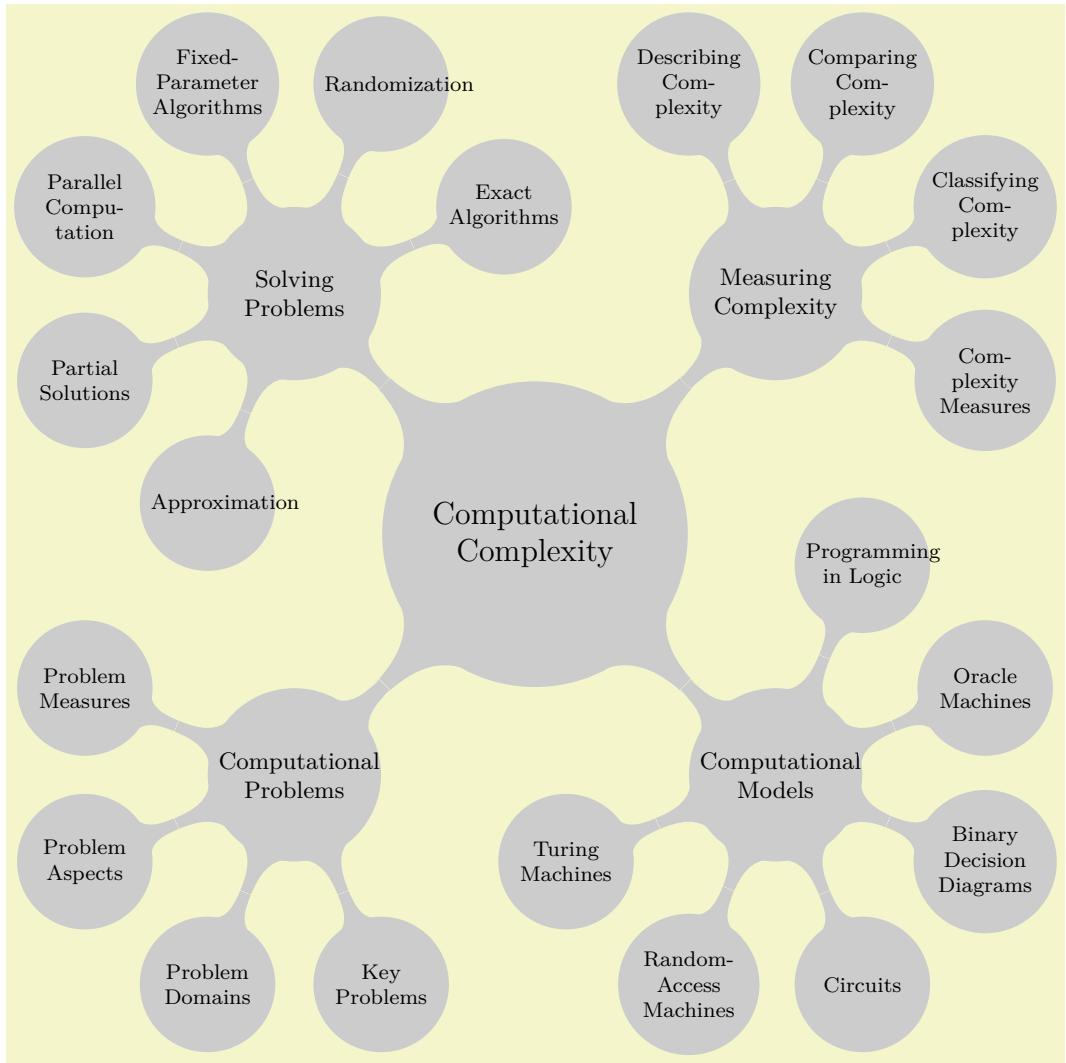 Fixed-
Parameter
Algorithms
Randomization
Describing
Com-
plexity
Comparing
Com-
plexity
Parallel
Compu-
tation
Exact
Algorithms
Classifying
Com-
plexity
Solving
Problems
Measuring
Complexity
Partial
Solutions
Com-
plexity
Measures
Approximation
Computational
Complexity
Programming
in Logic
Problem
Measures
Oracle
Machines
Computational
Problems
Computational
Models
Problem
Aspects
Turing
Machines
Binary
Decision
Diagrams
Problem
Domains
Key
Problems
Random-
Access
Machines
Circuits